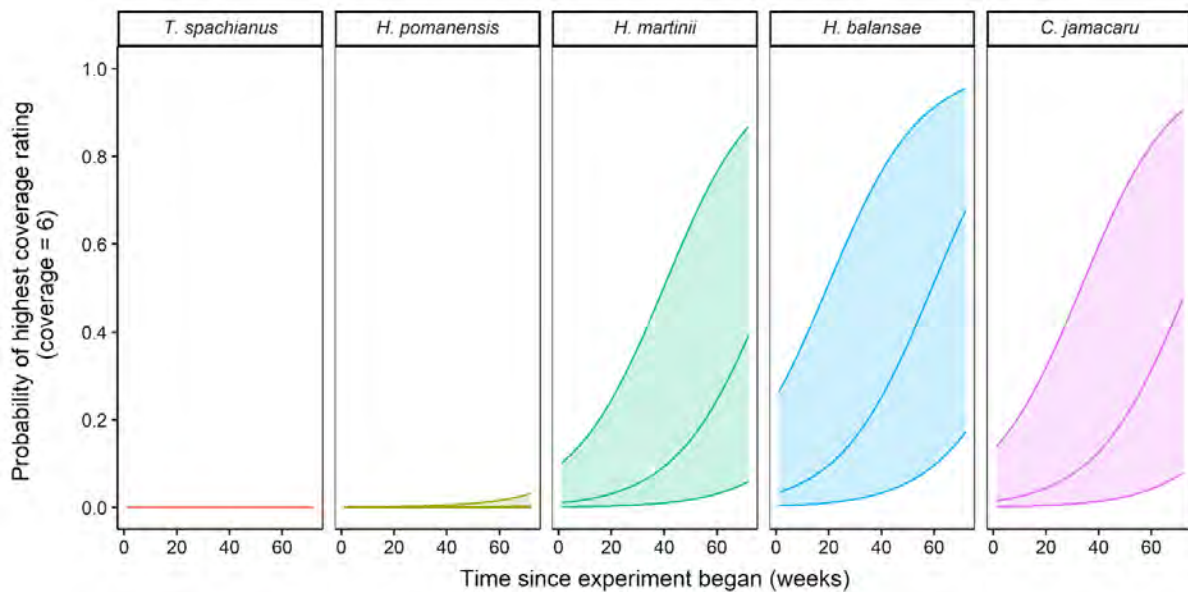 T. spachianus
H. pomanensis
H. martinii
H. balansae
C. jamacaru
Probability of highest coverage rating
(coverage = 6)
1.0
0.8
0.6
0.4
0.2
0.0
0 20 40 60 0 20 40 60 0 20 40 60 0 20 40 60 0 20 40 60
Time since experiment began (weeks)